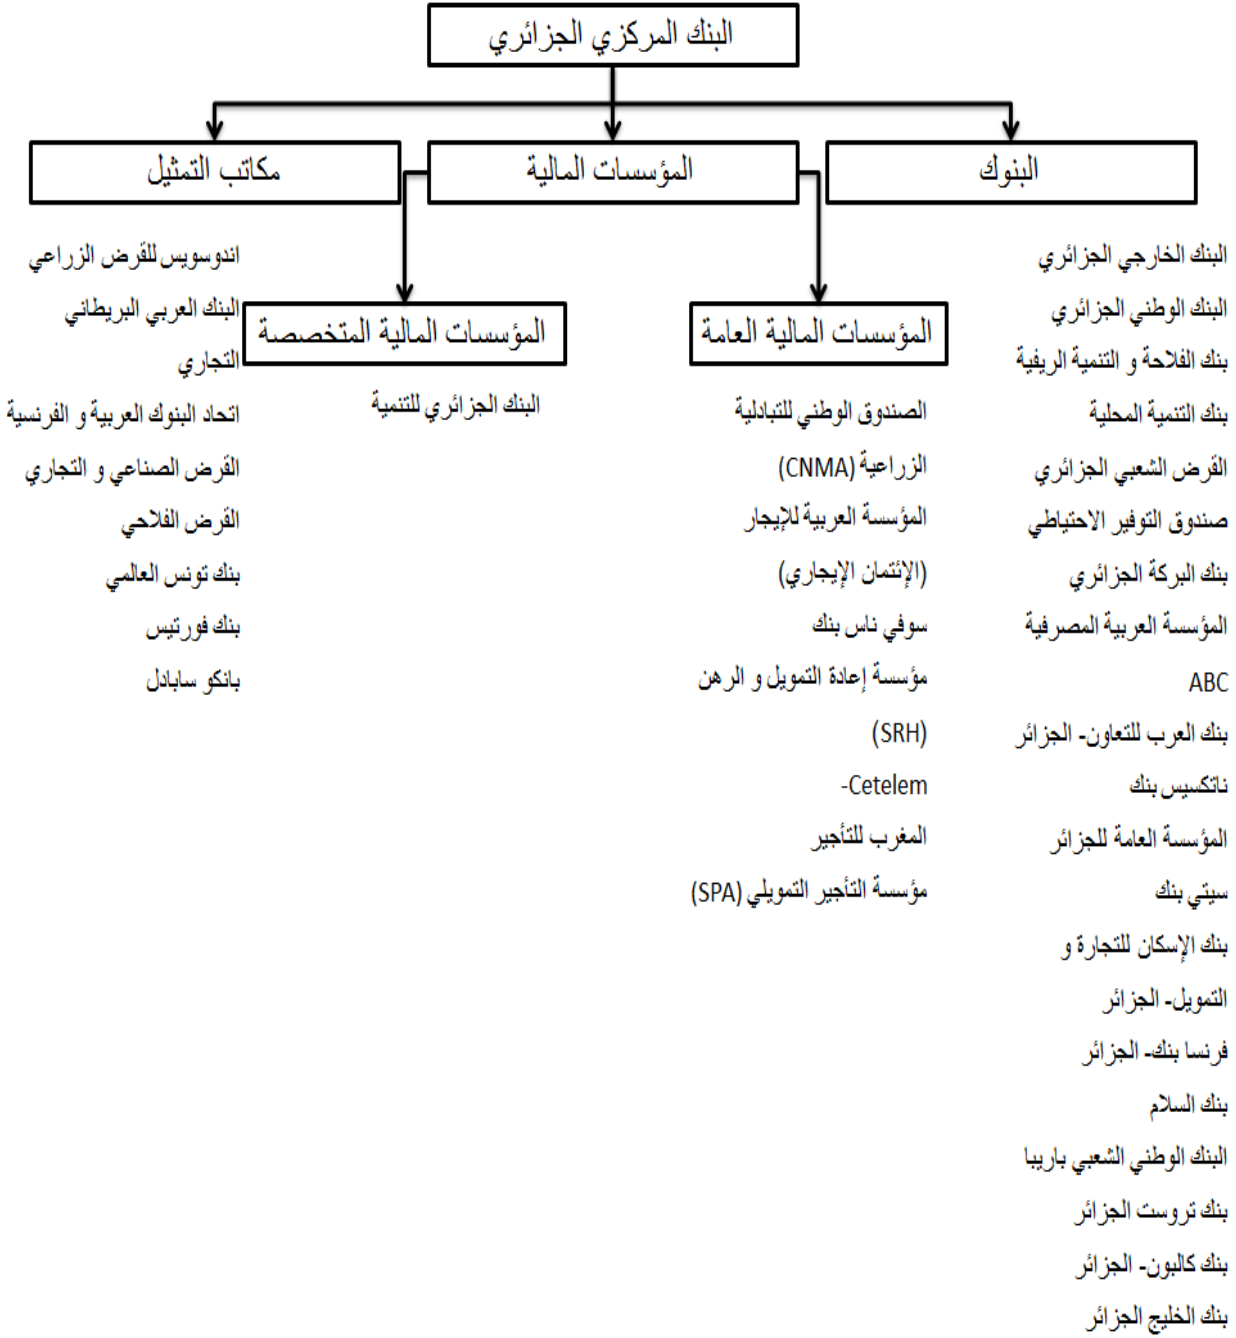 البنك المركزي الجزائري
البنوك
المؤسسات المالية
مكاتب التمثيل
البنك الخارجي الجزائري
البنك الوطني الجزائري
بنك الفلاحة و التنمية الريفية
بنك التنمية المحلية
القرض الشعبي الجزائري
صندوق التوفير الاحتياطي
بنك البركة الجزائري
المؤسسة العربية المصرفية
ABC
بنك العرب للتعاون- الجزائر
ناتكسيس بنك
المؤسسة العامة للجزائر
سيتي بنك
بنك الإسكان للتجارة و
التمويل- الجزائر
فرنسا بنك- الجزائر
بنك السلام
البنك الوطني الشعبي باريبا
بنك تروست الجزائر
بنك كالبون- الجزائر
بنك الخليج الجزائر
المؤسسات المالية العامة
الصندوق الوطني للتبادلية
الزراعية (CNMA)
المؤسسة العربية للإيجار
(الإئتمان الإيجاري)
سوفي ناس بنك
مؤسسة إعادة التمويل و الرهن
(SRH)
-Cetelem
المغرب للتأجير
مؤسسة التأجير التمويلي (SPA)
المؤسسات المالية المتخصصة
البنك الجزائري للتنمية
اندوسويس للقرض الزراعي
البنك العربي البريطاني
التجاري
اتحاد البنوك العربية و الفرنسية
القرض الصناعي و التجاري
القرض الفلاحي
بنك تونس العالمي
بنك فورتيس
بانكو سابادل